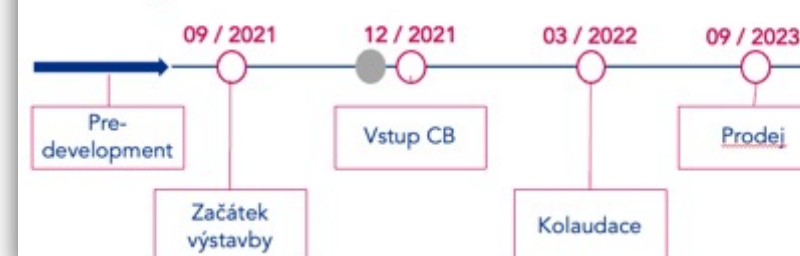 09 / 2021
12 / 2021
03 / 2022
09 / 2023
Pre-
development
Vstup CB
Prodej
Začátek
výstavby
Kolaudace